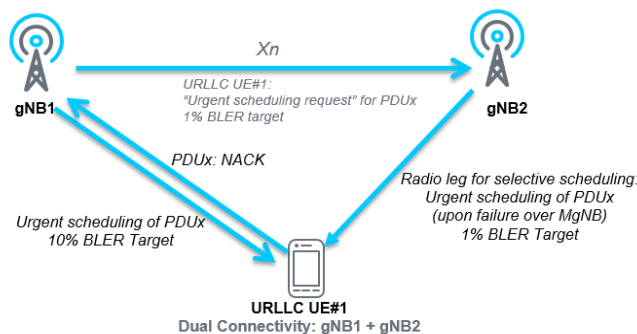 Xn
gNB1
gNB2
URLLC UE#1:
“Urgent scheduling request” for PDUx
1% BLER target
PDUx: NACK
Urgent scheduling of PDUx
10% BLER Target
Radio leg for selective scheduling:
Urgent scheduling of PDUx
(upon failure over MgNB)
1% BLER Target
URLLC UE#1
Dual Connectivity: gNB1 + gNB2